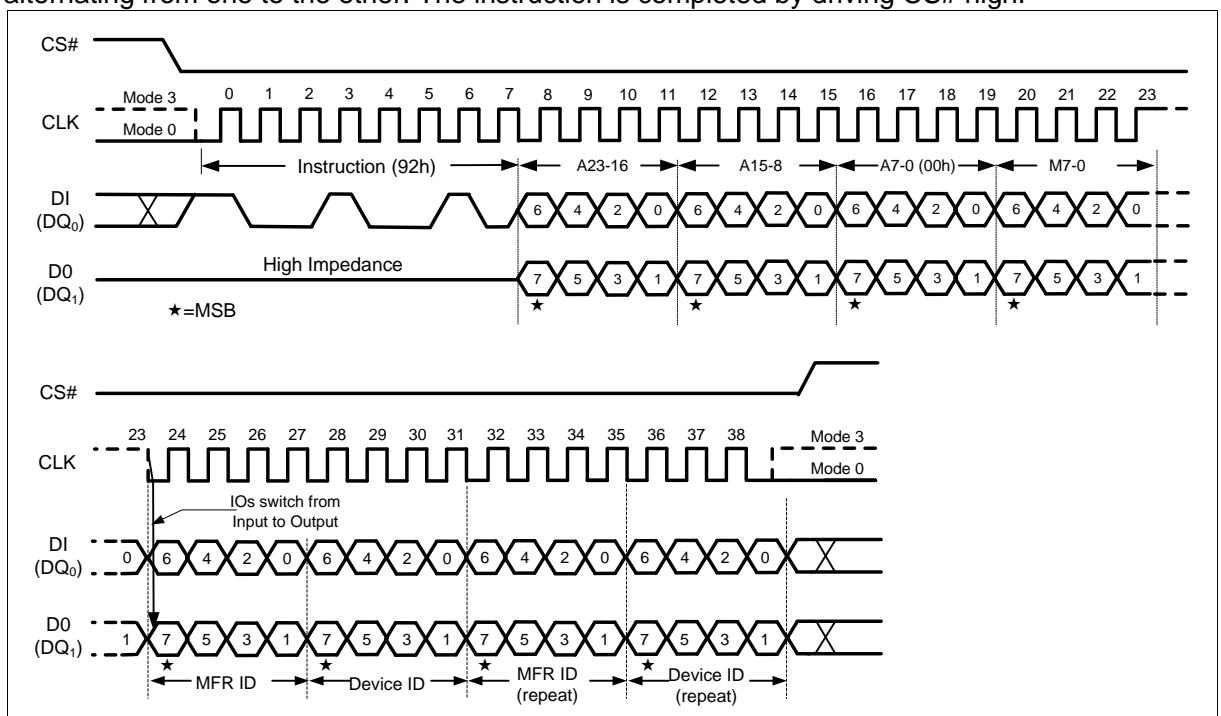 alternating from one to the other. The instruction is completed by driving CS# high.
CS#
Mode 3 0 1 2 3 4 5 6 7 8 9 10 11 12 13 14 15 16 17 18 19 20 21 22 23
CLK
Mode 0
Instruction (92h) A23-16 A15-8 A7-0 (00h) M7-0
DI
(DQ0)
6 4 2 0 6 4 2 0 6 4 2 0 6 4 2 0
High Impedance
D0
(DQ1)
7 5 3 1 7 5 3 1 7 5 3 1 7 5 3 1
★ ★ ★ ★
★=MSB
CS#
23 24 25 26 27 28 29 30 31 32 33 34 35 36 37 38 Mode 3
CLK
Mode 0
IOs switch from
Input to Output
DI
(DQ0)
0 6 4 2 0 6 4 2 0 6 4 2 0 6 4 2 0
D0
(DQ1)
1 7 5 3 1 7 5 3 1 7 5 3 1 7 5 3 1
★ ★ ★ ★
MFR ID Device ID MFR ID Device ID
(repeat) (repeat)